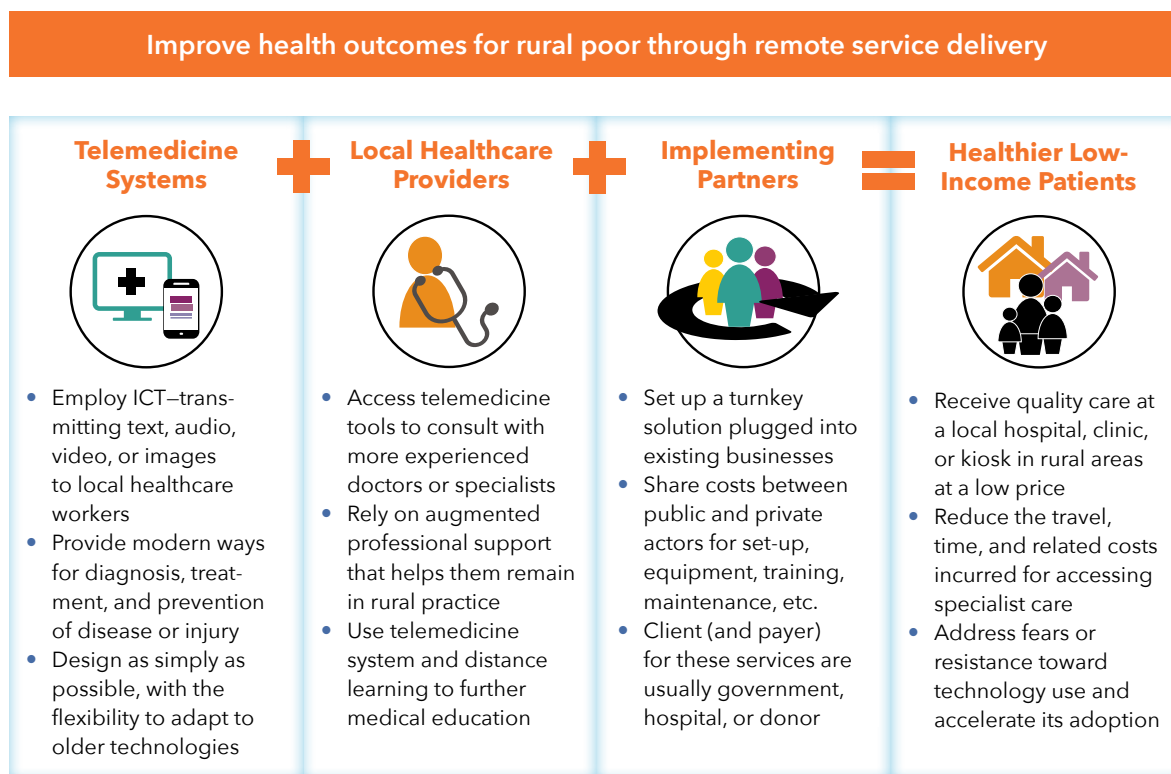 Improve health outcomes for rural poor through remote service delivery
Telemedicine
Systems
• Employ ICT—trans-
mitting text, audio,
video, or images
to local healthcare
workers
• Provide modern ways
for diagnosis, treat-
ment, and prevention
of disease or injury
• Design as simply as
possible, with the
flexibility to adapt to
older technologies
+
Local Healthcare
Providers
• Access telemedicine
tools to consult with
more experienced
doctors or specialists
• Rely on augmented
professional support
that helps them remain
in rural practice
• Use telemedicine
system and distance
learning to further
medical education
+
Implementing
Partners
• Set up a turnkey
solution plugged into
existing businesses
• Share costs between
public and private
actors for set-up,
equipment, training,
maintenance, etc.
• Client (and payer)
for these services are
usually government,
hospital, or donor
=
Healthier Low-
Income Patients
• Receive quality care at
a local hospital, clinic,
or kiosk in rural areas
at a low price
• Reduce the travel,
time, and related costs
incurred for accessing
specialist care
• Address fears or
resistance toward
technology use and
accelerate its adoption